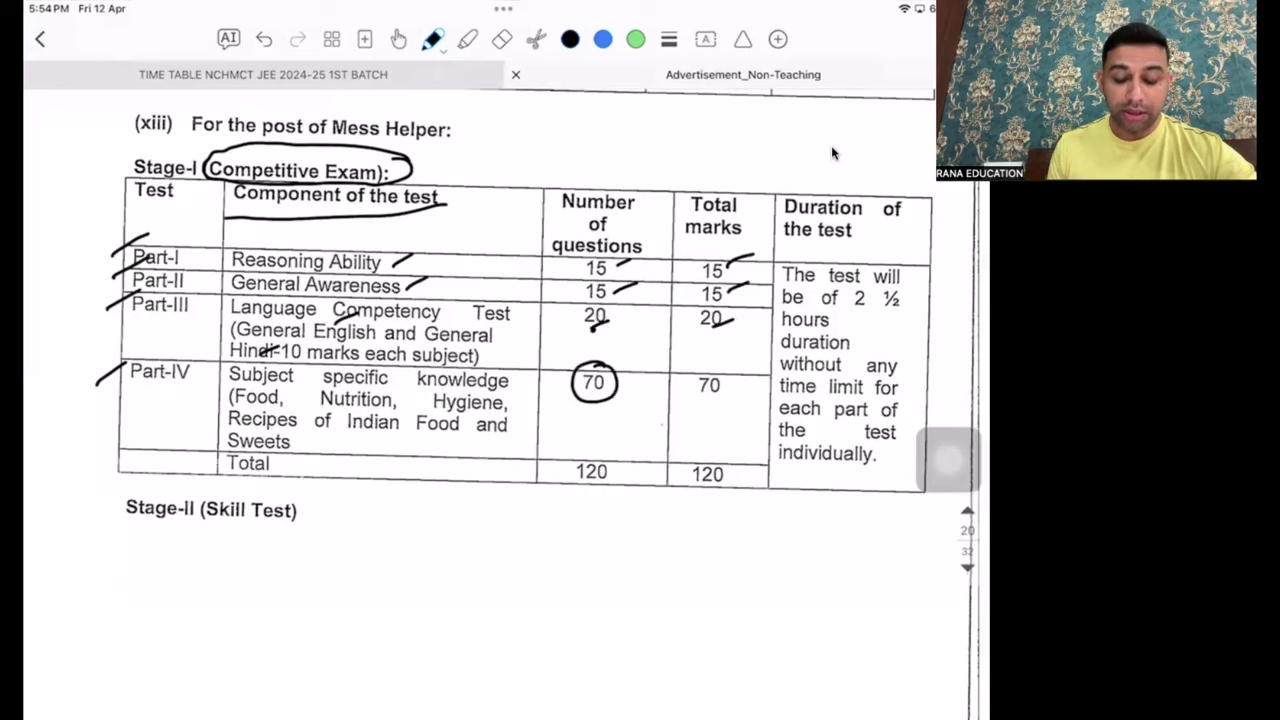 5:54 PM Fri 12 Apr
6
AI
A
TIME TABLE NCHMCT JEE 2024-25 1ST BATCH
Advertisement_Non-Teaching
RANA EDUCATION
(xiii) For the post of Mess Helper:
Stage-I (Competitive Exam):
Test Component of the test Number of questions Total marks Duration of the test
Part-I Reasoning Ability 15 15
Part-II General Awareness 15 15
Part-III Language Competency Test 20 20
(General English and General
Hindi-10 marks each subject)
Part-IV Subject specific knowledge 70 70
(Food, Nutrition, Hygiene,
Recipes of Indian Food and
Sweets
Total 120 120
The test will
be of 2 ½
hours
duration
without any
time limit for
each part of
the test
individually.
Stage-II (Skill Test)
20
32